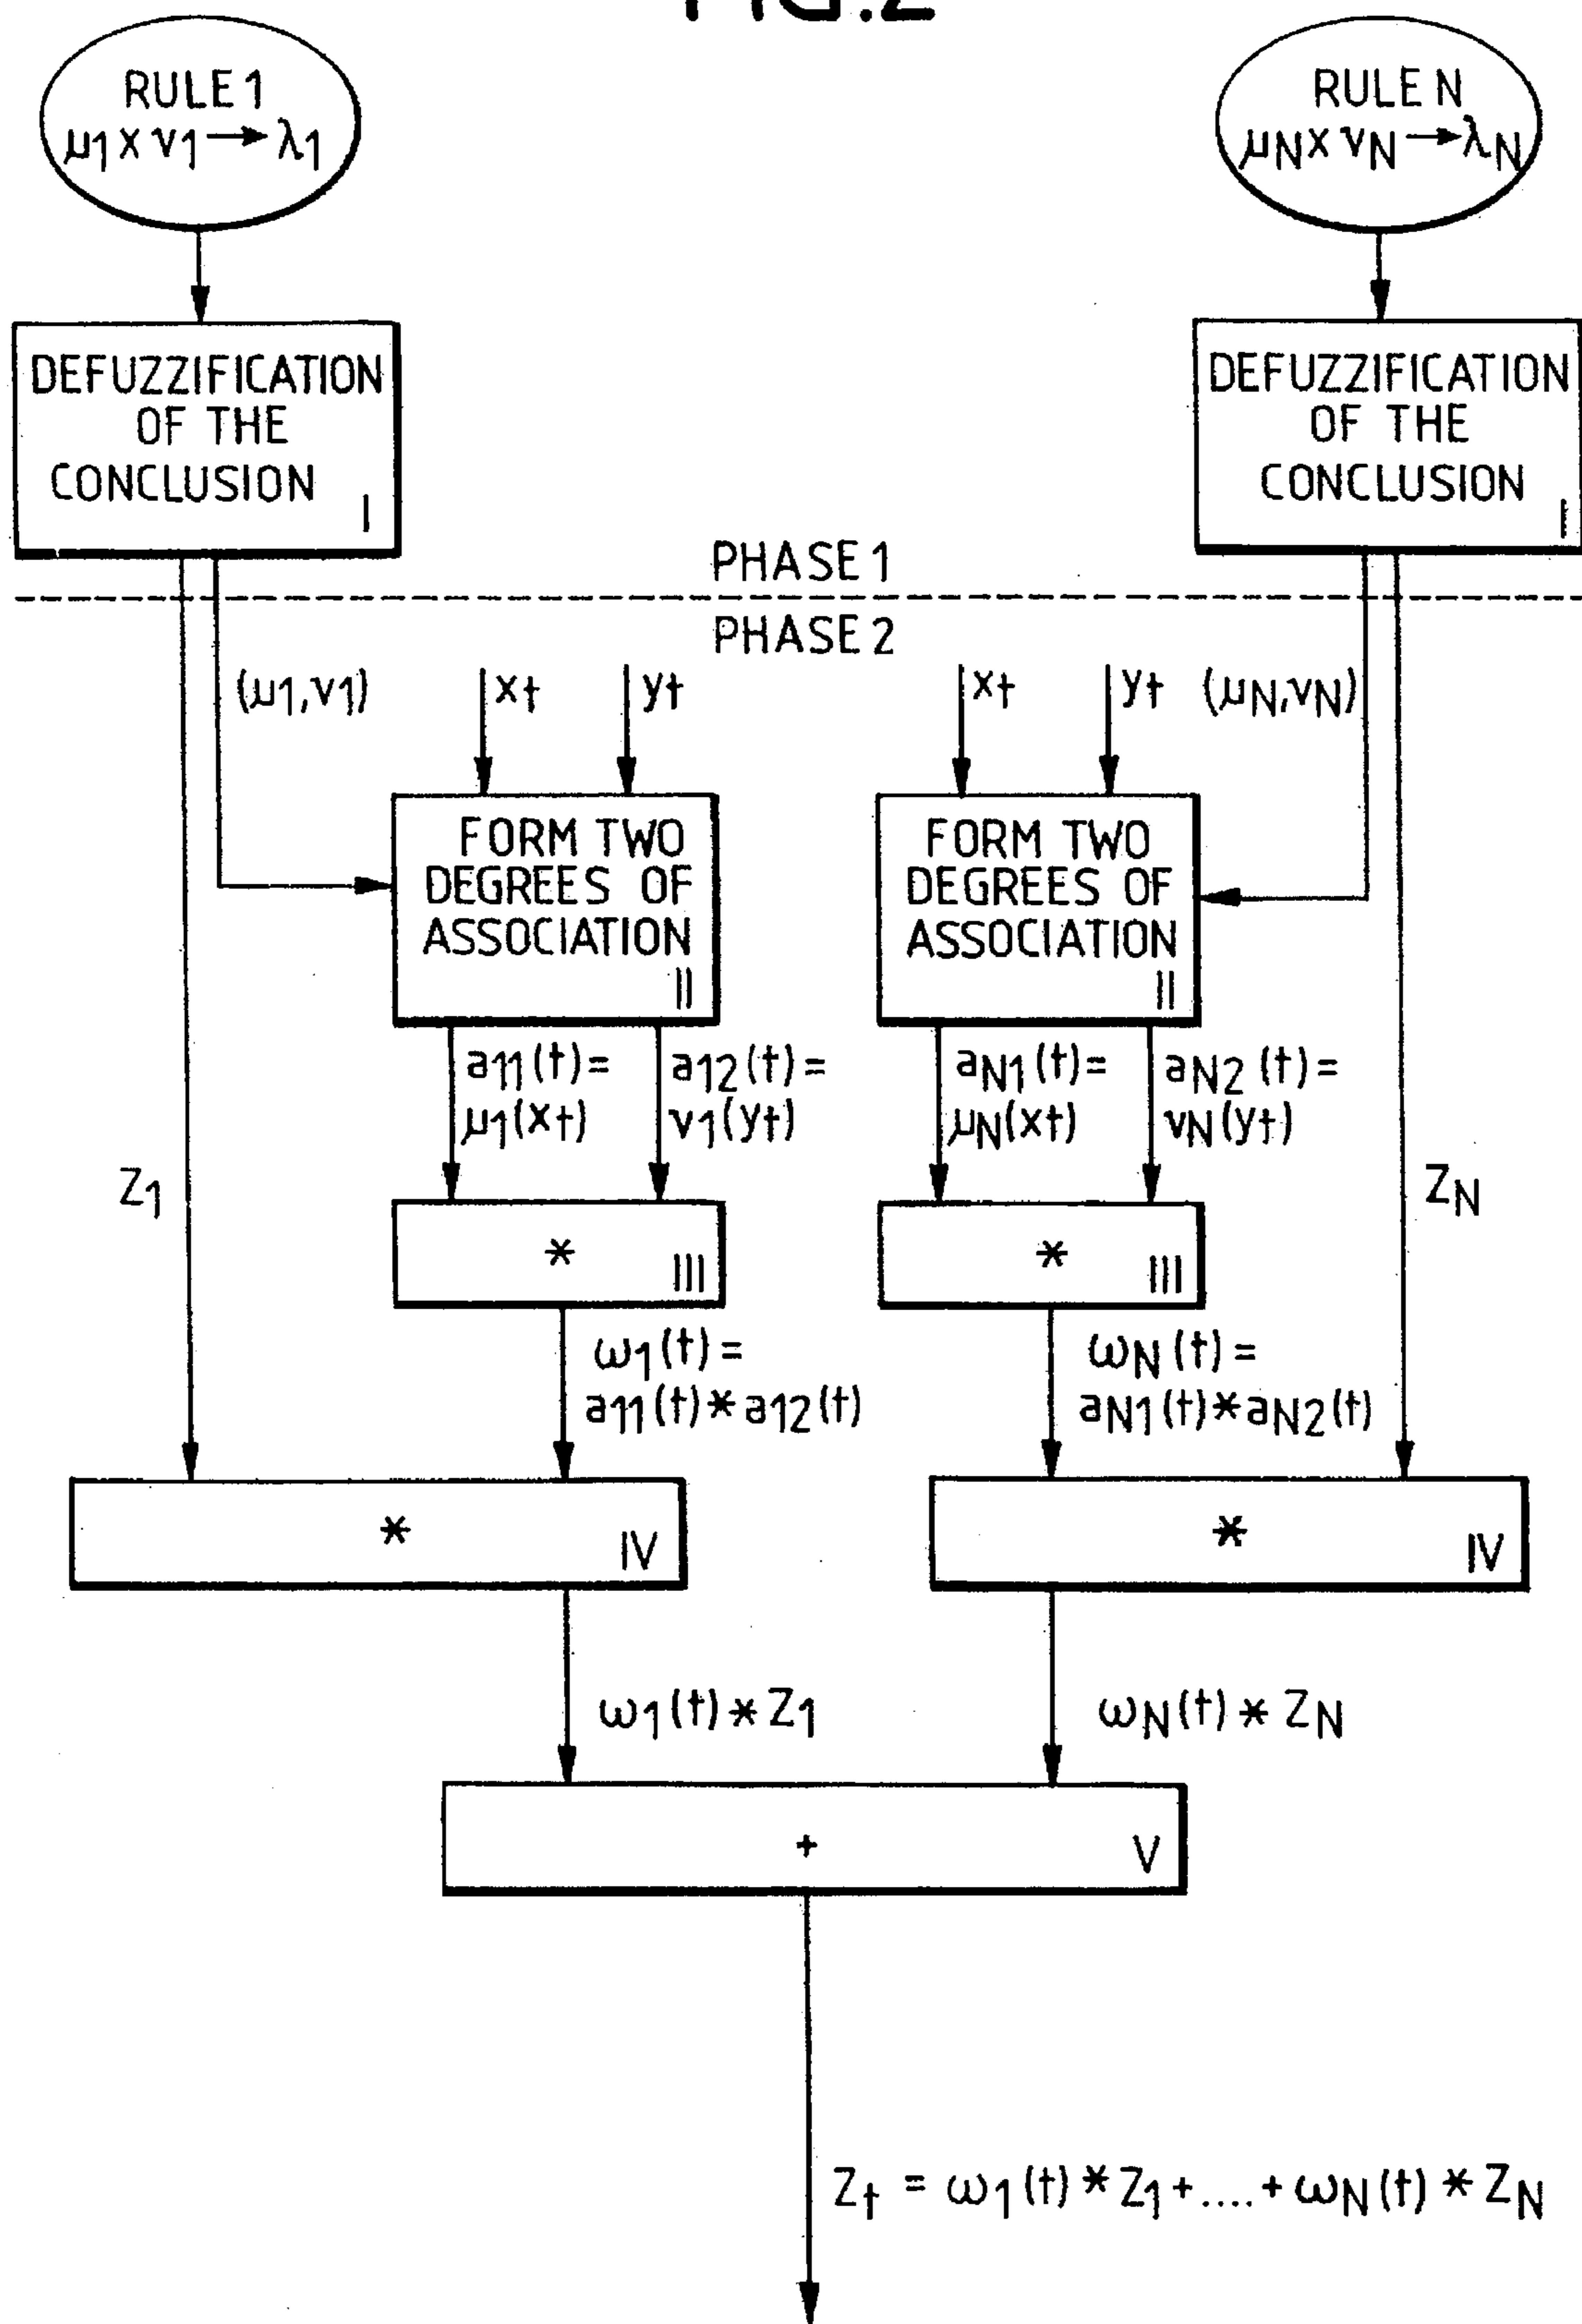 FIG.2
RULE 1
μ1 x ν1 → λ1
RULE N
μN x νN → λN
DEFUZZIFICATION
OF THE
CONCLUSION
I
DEFUZZIFICATION
OF THE
CONCLUSION
I
PHASE 1
PHASE 2
(μ1,ν1)
xt
yt
xt
yt
(μN,νN)
FORM TWO
DEGREES OF
ASSOCIATION
II
FORM TWO
DEGREES OF
ASSOCIATION
II
a11(t)=
μ1(xt)
a12(t)=
ν1(yt)
aN1(t)=
μN(xt)
aN2(t)=
νN(yt)
Z1
ZN
*
III
*
III
ω1(t)=
a11(t)*a12(t)
ωN(t)=
aN1(t)*aN2(t)
*
IV
*
IV
ω1(t)*Z1
ωN(t)*ZN
+
V
Zt = ω1(t)*Z1+....+ωN(t)*ZN